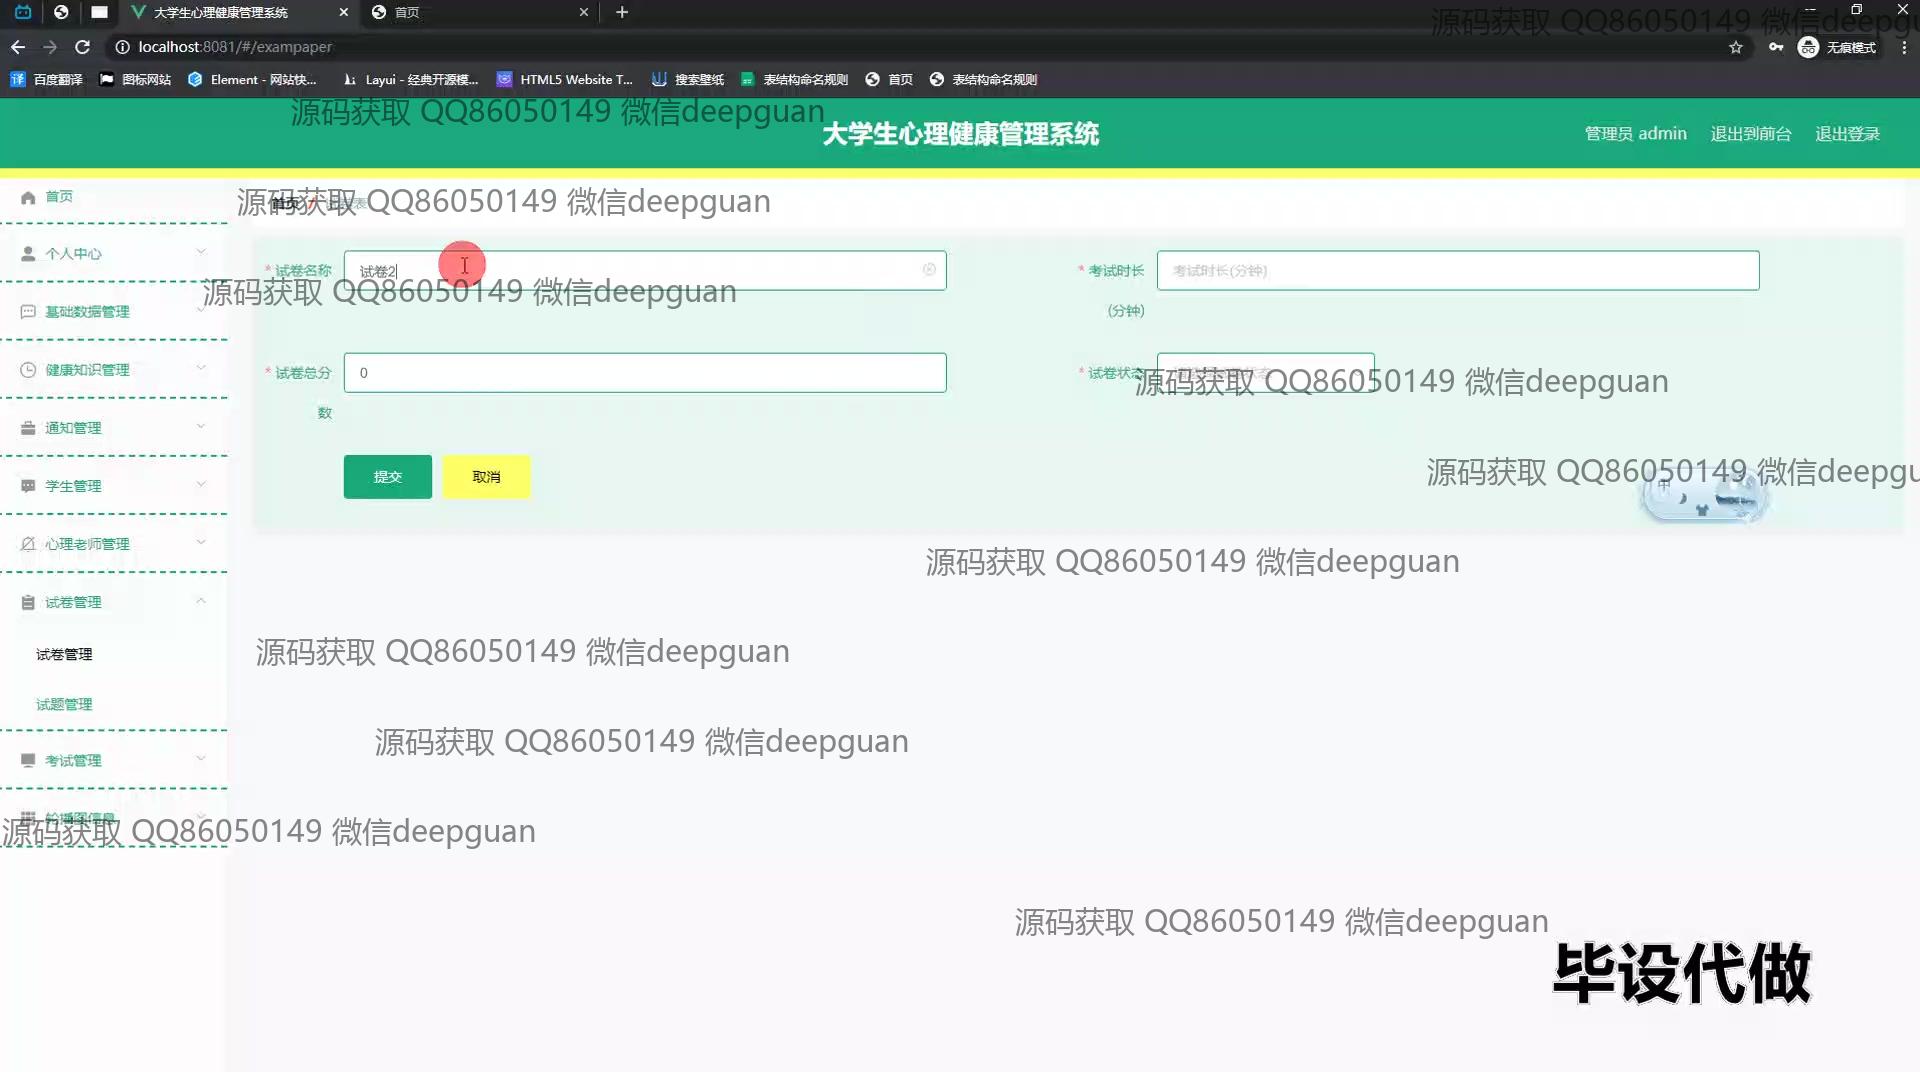 大学生心理健康管理系统
首页
localhost:8081/#/exampaper
无痕模式
百度翻译
图标网站
Element - 网站快...
Layui - 经典开源模...
HTML5 Website T...
搜索壁纸
表结构命名规则
首页
表结构命名规则
源码获取 QQ86050149 微信deepgu
源码获取 QQ86050149 微信deepguan
大学生心理健康管理系统
管理员 admin
退出到前台
退出登录
首页
个人中心
基础数据管理
健康知识管理
通知管理
学生管理
心理老师管理
试卷管理
试卷管理
试题管理
考试管理
轮播图信息
首页
源码获取 QQ86050149 微信deepguan
* 试卷名称
试卷2
* 考试时长
(分钟)
考试时长(分钟)
源码获取 QQ86050149 微信deepguan
* 试卷总分
数
0
* 试卷状态
源码获取 QQ86050149 微信deepguan
提交
取消
源码获取 QQ86050149 微信deepgu
中
源码获取 QQ86050149 微信deepguan
源码获取 QQ86050149 微信deepguan
源码获取 QQ86050149 微信deepguan
源码获取 QQ86050149 微信deepguan
源码获取 QQ86050149 微信deepguan
毕设代做